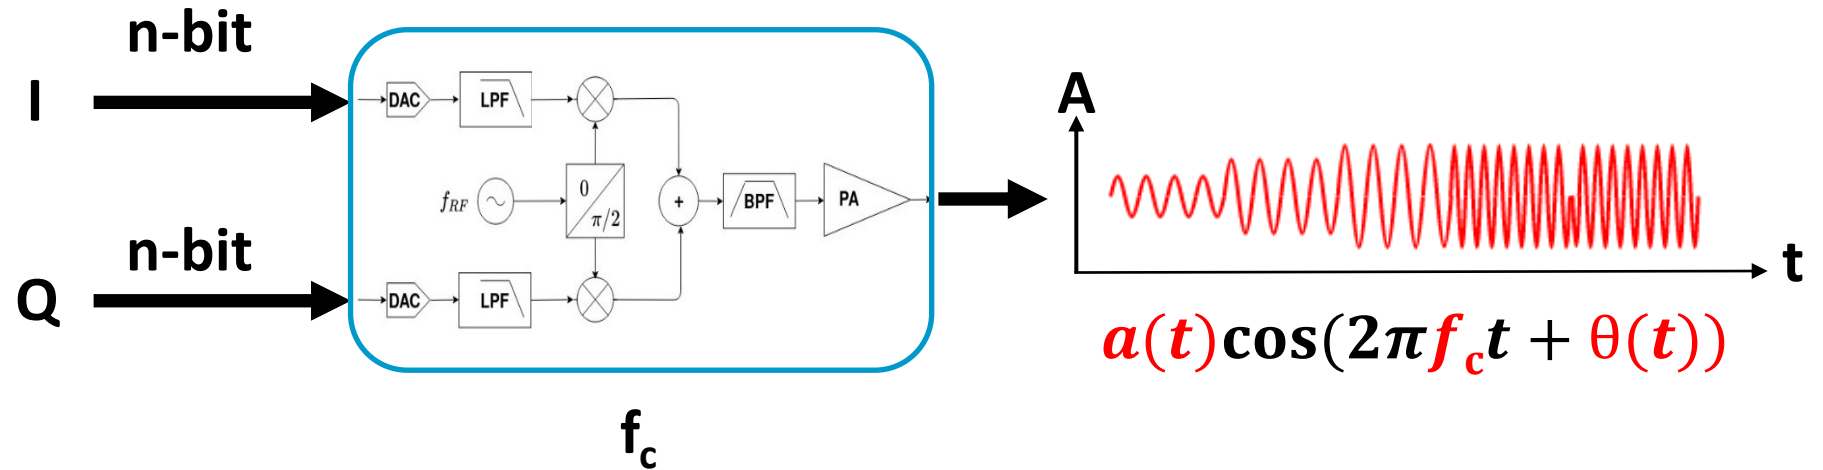 n-bit
I
DAC
LPF
f_RF
0
π/2
+
BPF
PA
n-bit
Q
DAC
LPF
f_c
A
t
a(t)cos(2πf_c t + θ(t))